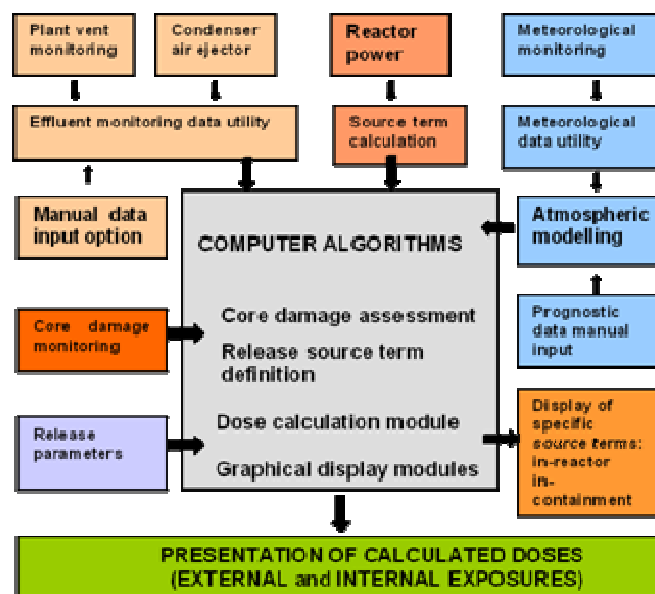 Plant vent
monitoring
Condenser
air ejector
Reactor
power
Meteorological
monitoring
Effluent monitoring data utility
Source term
calculation
Meteorological
data utility
Manual data
input option
COMPUTER ALGORITHMS
Atmospheric
modelling
Core damage
monitoring
Core damage assessment
Release source term
definition
Prognostic
data manual
input
Release
parameters
Dose calculation module
Graphical display modules
Display of
specific
source terms:
in-reactor
in-
containment
PRESENTATION OF CALCULATED DOSES
(EXTERNAL and INTERNAL EXPOSURES)